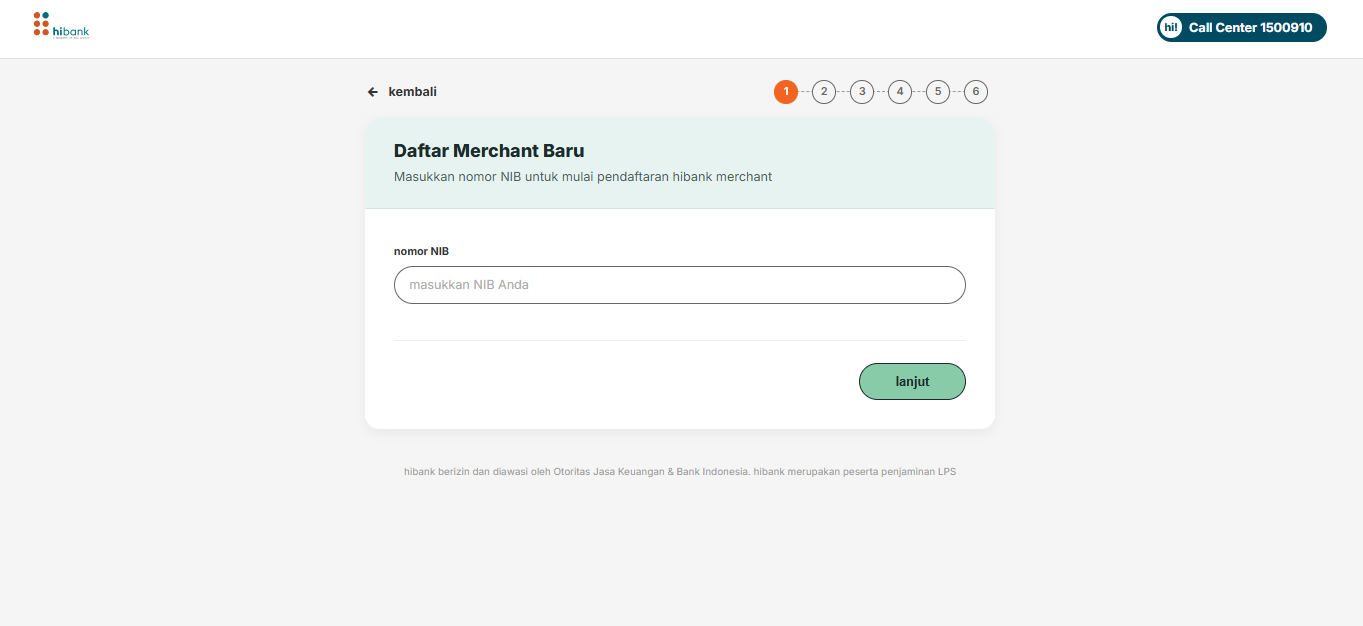 hibank
hi! Call Center 1500910
kembali
1 2 3 4 5 6
Daftar Merchant Baru
Masukkan nomor NIB untuk mulai pendaftaran hibank merchant
nomor NIB
masukkan NIB Anda
lanjut
hibank berizin dan diawasi oleh Otoritas Jasa Keuangan & Bank Indonesia. hibank merupakan peserta penjaminan LPS